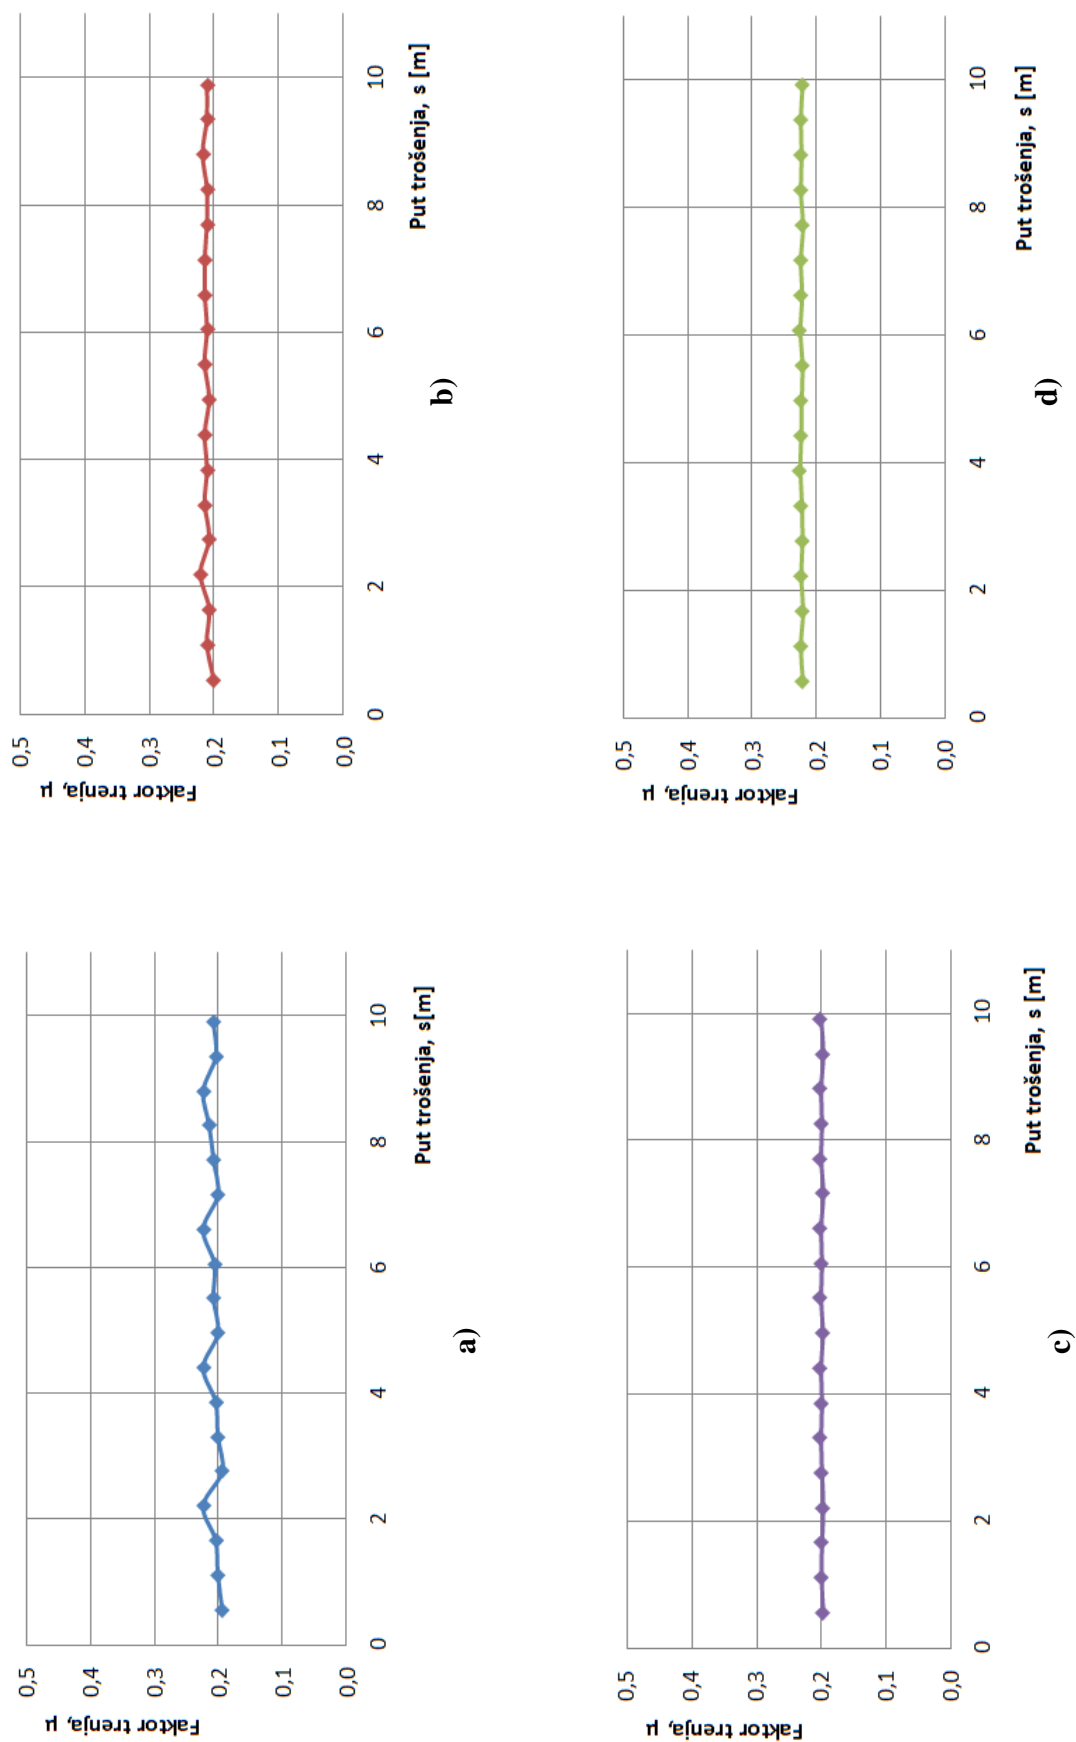 Faktor trenja, μ
0,5
0,4
0,3
0,2
0,1
0,0
0 2 4 6 8 10
Put trošenja, s[m]
a)
Faktor trenja, μ
0,5
0,4
0,3
0,2
0,1
0,0
0 2 4 6 8 10
Put trošenja, s [m]
b)
Faktor trenja, μ
0,5
0,4
0,3
0,2
0,1
0,0
0 2 4 6 8 10
Put trošenja, s [m]
c)
Faktor trenja, μ
0,5
0,4
0,3
0,2
0,1
0,0
0 2 4 6 8 10
Put trošenja, s [m]
d)